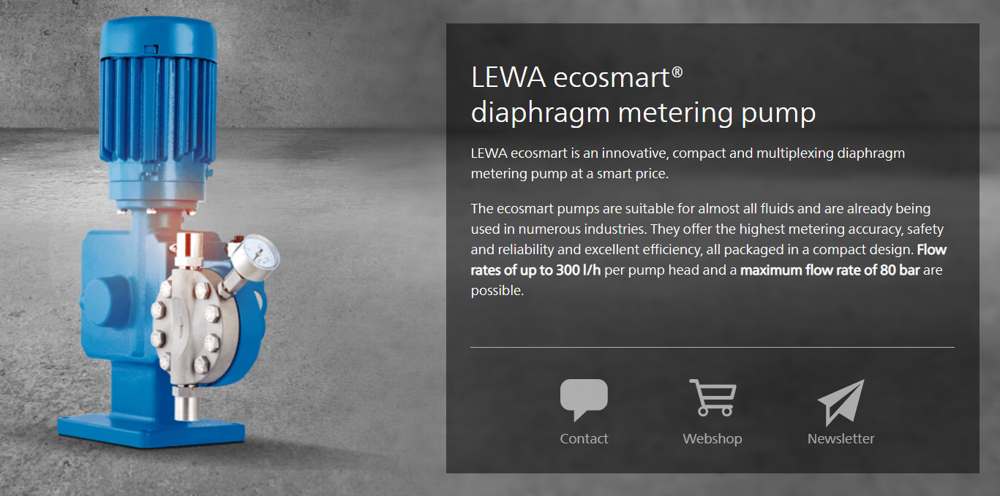 LEWA ecosmart®
diaphragm metering pump
LEWA ecosmart is an innovative, compact and multiplexing diaphragm
metering pump at a smart price.
The ecosmart pumps are suitable for almost all fluids and are already being
used in numerous industries. They offer the highest metering accuracy, safety
and reliability and excellent efficiency, all packaged in a compact design. Flow
rates of up to 300 l/h per pump head and a maximum flow rate of 80 bar are
possible.
Contact
Webshop
Newsletter